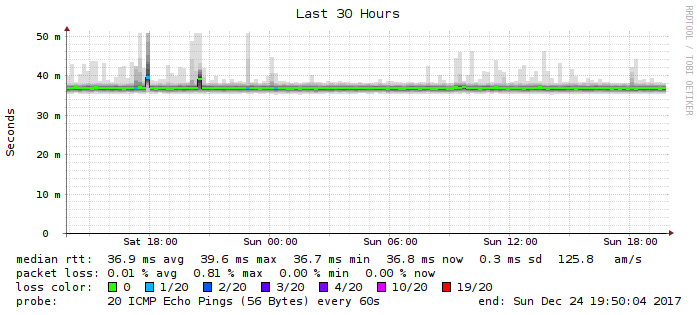 Last 30 Hours
RRDTOOL / TOBI OETIKER
Seconds
50 m
40 m
30 m
20 m
10 m
0
Sat 18:00 Sun 00:00 Sun 06:00 Sun 12:00 Sun 18:00
median rtt: 36.9 ms avg 39.6 ms max 36.7 ms min 36.8 ms now 0.3 ms sd 125.8 am/s
packet loss: 0.01 % avg 0.81 % max 0.00 % min 0.00 % now
loss color: 0 1/20 2/20 3/20 4/20 10/20 19/20
probe: 20 ICMP Echo Pings (56 Bytes) every 60s end: Sun Dec 24 19:50:04 2017